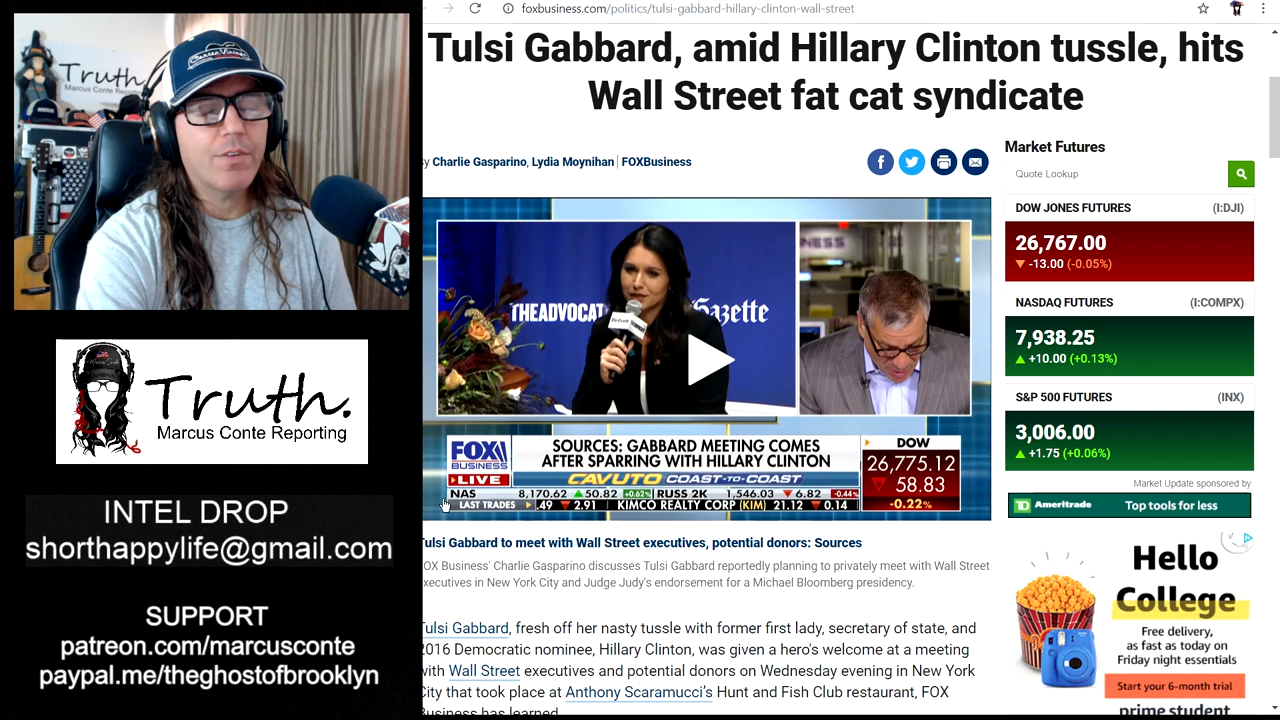 foxbusiness.com/politics/tulsi-gabbard-hillary-clinton-wall-street
Tulsi Gabbard, amid Hillary Clinton tussle, hits
Wall Street fat cat syndicate
Charlie Gasparino, Lydia Moynihan | FOXBusiness
Truth.
Marcus Conte Reporting
THEADVOCAT
Gazette
FOX
BUSINESS
LIVE
SOURCES: GABBARD MEETING COMES
AFTER SPARRING WITH HILLARY CLINTON
CAVUTO COAST-TO-COAST
DOW
26,775.12
58.83
-0.22%
NAS 8,170.62 50.82 +0.62% RUSS 2K 1,546.03 6.82 -0.44%
LAST TRADES .49 2.91 KIMCO REALTY CORP (KIM) 21.12 0.14
Tulsi Gabbard to meet with Wall Street executives, potential donors: Sources
FOX Business' Charlie Gasparino discusses Tulsi Gabbard reportedly planning to privately meet with Wall Street
executives in New York City and Judge Judy's endorsement for a Michael Bloomberg presidency.
Tulsi Gabbard, fresh off her nasty tussle with former first lady, secretary of state, and
2016 Democratic nominee, Hillary Clinton, was given a hero's welcome at a meeting
with Wall Street executives and potential donors on Wednesday evening in New York
City that took place at Anthony Scaramucci's Hunt and Fish Club restaurant, FOX
Business has learned.
Market Futures
Quote Lookup
DOW JONES FUTURES (I:DJI)
26,767.00
-13.00 (-0.05%)
NASDAQ FUTURES (I:COMPX)
7,938.25
+10.00 (+0.13%)
S&P 500 FUTURES (INX)
3,006.00
+1.75 (+0.06%)
Market Update sponsored by
TD Ameritrade Top tools for less
Hello
College
Free delivery,
as fast as today on
Friday night essentials
Start your 6-month trial
prime student
Truth.
Marcus Conte Reporting
INTEL DROP
shorthappylife@gmail.com
SUPPORT
patreon.com/marcusconte
paypal.me/theghostofbrooklyn